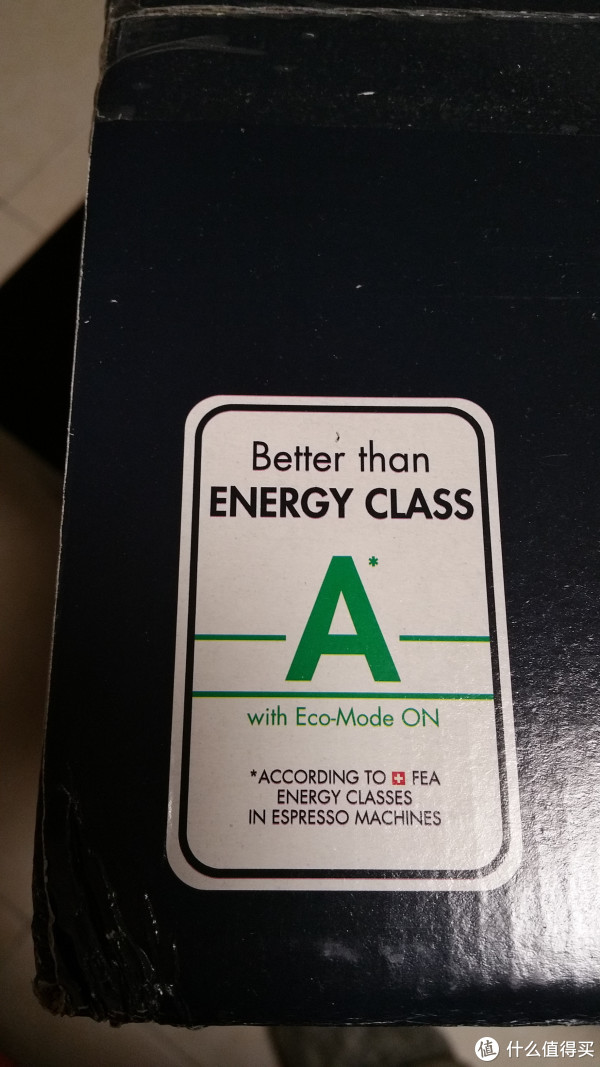 Better than
ENERGY CLASS
A*
with Eco-Mode ON
*ACCORDING TO FEA
ENERGY CLASSES
IN ESPRESSO MACHINES
值 什么值得买